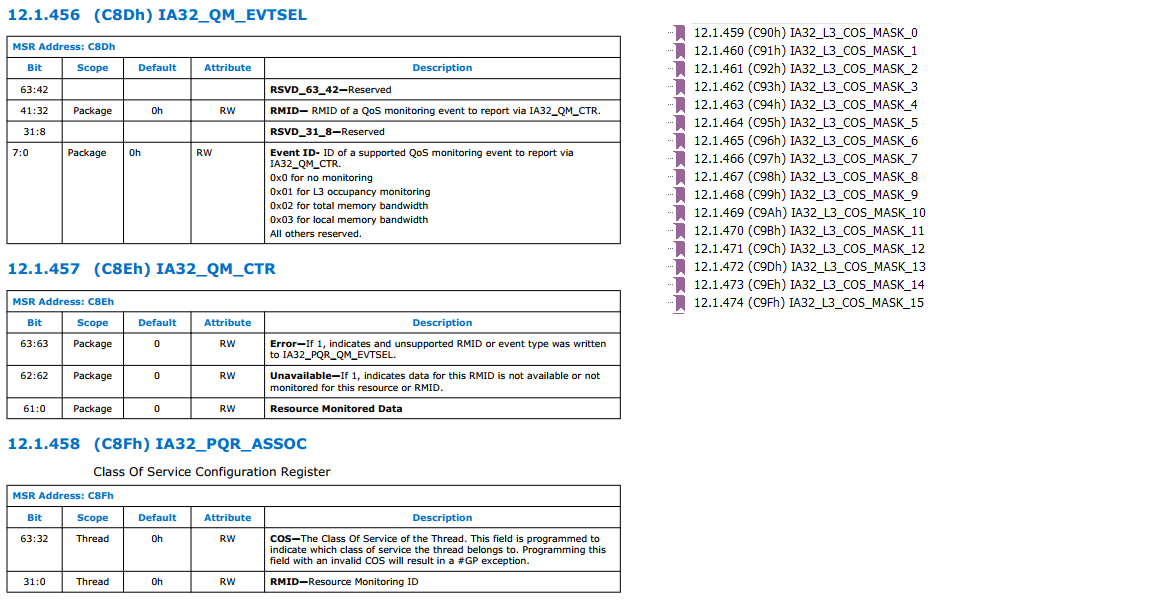 12.1.456 (C8Dh) IA32_QM_EVTSEL
MSR Address: C8Dh
Bit Scope Default Attribute Description
63:42 RSVD_63_42—Reserved
41:32 Package 0h RW RMID— RMID of a QoS monitoring event to report via IA32_QM_CTR.
31:8 RSVD_31_8—Reserved
7:0 Package 0h RW Event ID- ID of a supported QoS monitoring event to report via
IA32_QM_CTR.
0x0 for no monitoring
0x01 for L3 occupancy monitoring
0x02 for total memory bandwidth
0x03 for local memory bandwidth
All others reserved.
12.1.457 (C8Eh) IA32_QM_CTR
MSR Address: C8Eh
Bit Scope Default Attribute Description
63:63 Package 0 RW Error—If 1, indicates and unsupported RMID or event type was written
to IA32_PQR_QM_EVTSEL.
62:62 Package 0 RW Unavailable—If 1, indicates data for this RMID is not available or not
monitored for this resource or RMID.
61:0 Package 0 RW Resource Monitored Data
12.1.458 (C8Fh) IA32_PQR_ASSOC
Class Of Service Configuration Register
MSR Address: C8Fh
Bit Scope Default Attribute Description
63:32 Thread 0h RW COS—The Class Of Service of the Thread. This field is programmed to
indicate which class of service the thread belongs to. Programming this
field with an invalid COS will result in a #GP exception.
31:0 Thread 0h RW RMID—Resource Monitoring ID
12.1.459 (C90h) IA32_L3_COS_MASK_0
12.1.460 (C91h) IA32_L3_COS_MASK_1
12.1.461 (C92h) IA32_L3_COS_MASK_2
12.1.462 (C93h) IA32_L3_COS_MASK_3
12.1.463 (C94h) IA32_L3_COS_MASK_4
12.1.464 (C95h) IA32_L3_COS_MASK_5
12.1.465 (C96h) IA32_L3_COS_MASK_6
12.1.466 (C97h) IA32_L3_COS_MASK_7
12.1.467 (C98h) IA32_L3_COS_MASK_8
12.1.468 (C99h) IA32_L3_COS_MASK_9
12.1.469 (C9Ah) IA32_L3_COS_MASK_10
12.1.470 (C9Bh) IA32_L3_COS_MASK_11
12.1.471 (C9Ch) IA32_L3_COS_MASK_12
12.1.472 (C9Dh) IA32_L3_COS_MASK_13
12.1.473 (C9Eh) IA32_L3_COS_MASK_14
12.1.474 (C9Fh) IA32_L3_COS_MASK_15